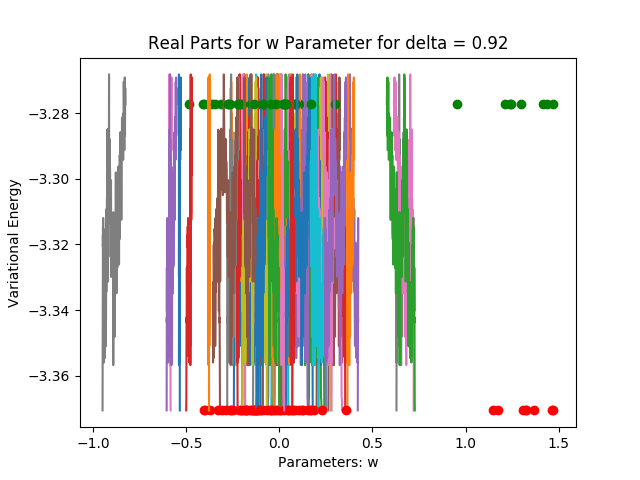 Real Parts for w Parameter for delta = 0.92
Variational Energy
−3.28
−3.30
−3.32
−3.34
−3.36
−1.0 −0.5 0.0 0.5 1.0 1.5
Parameters: w